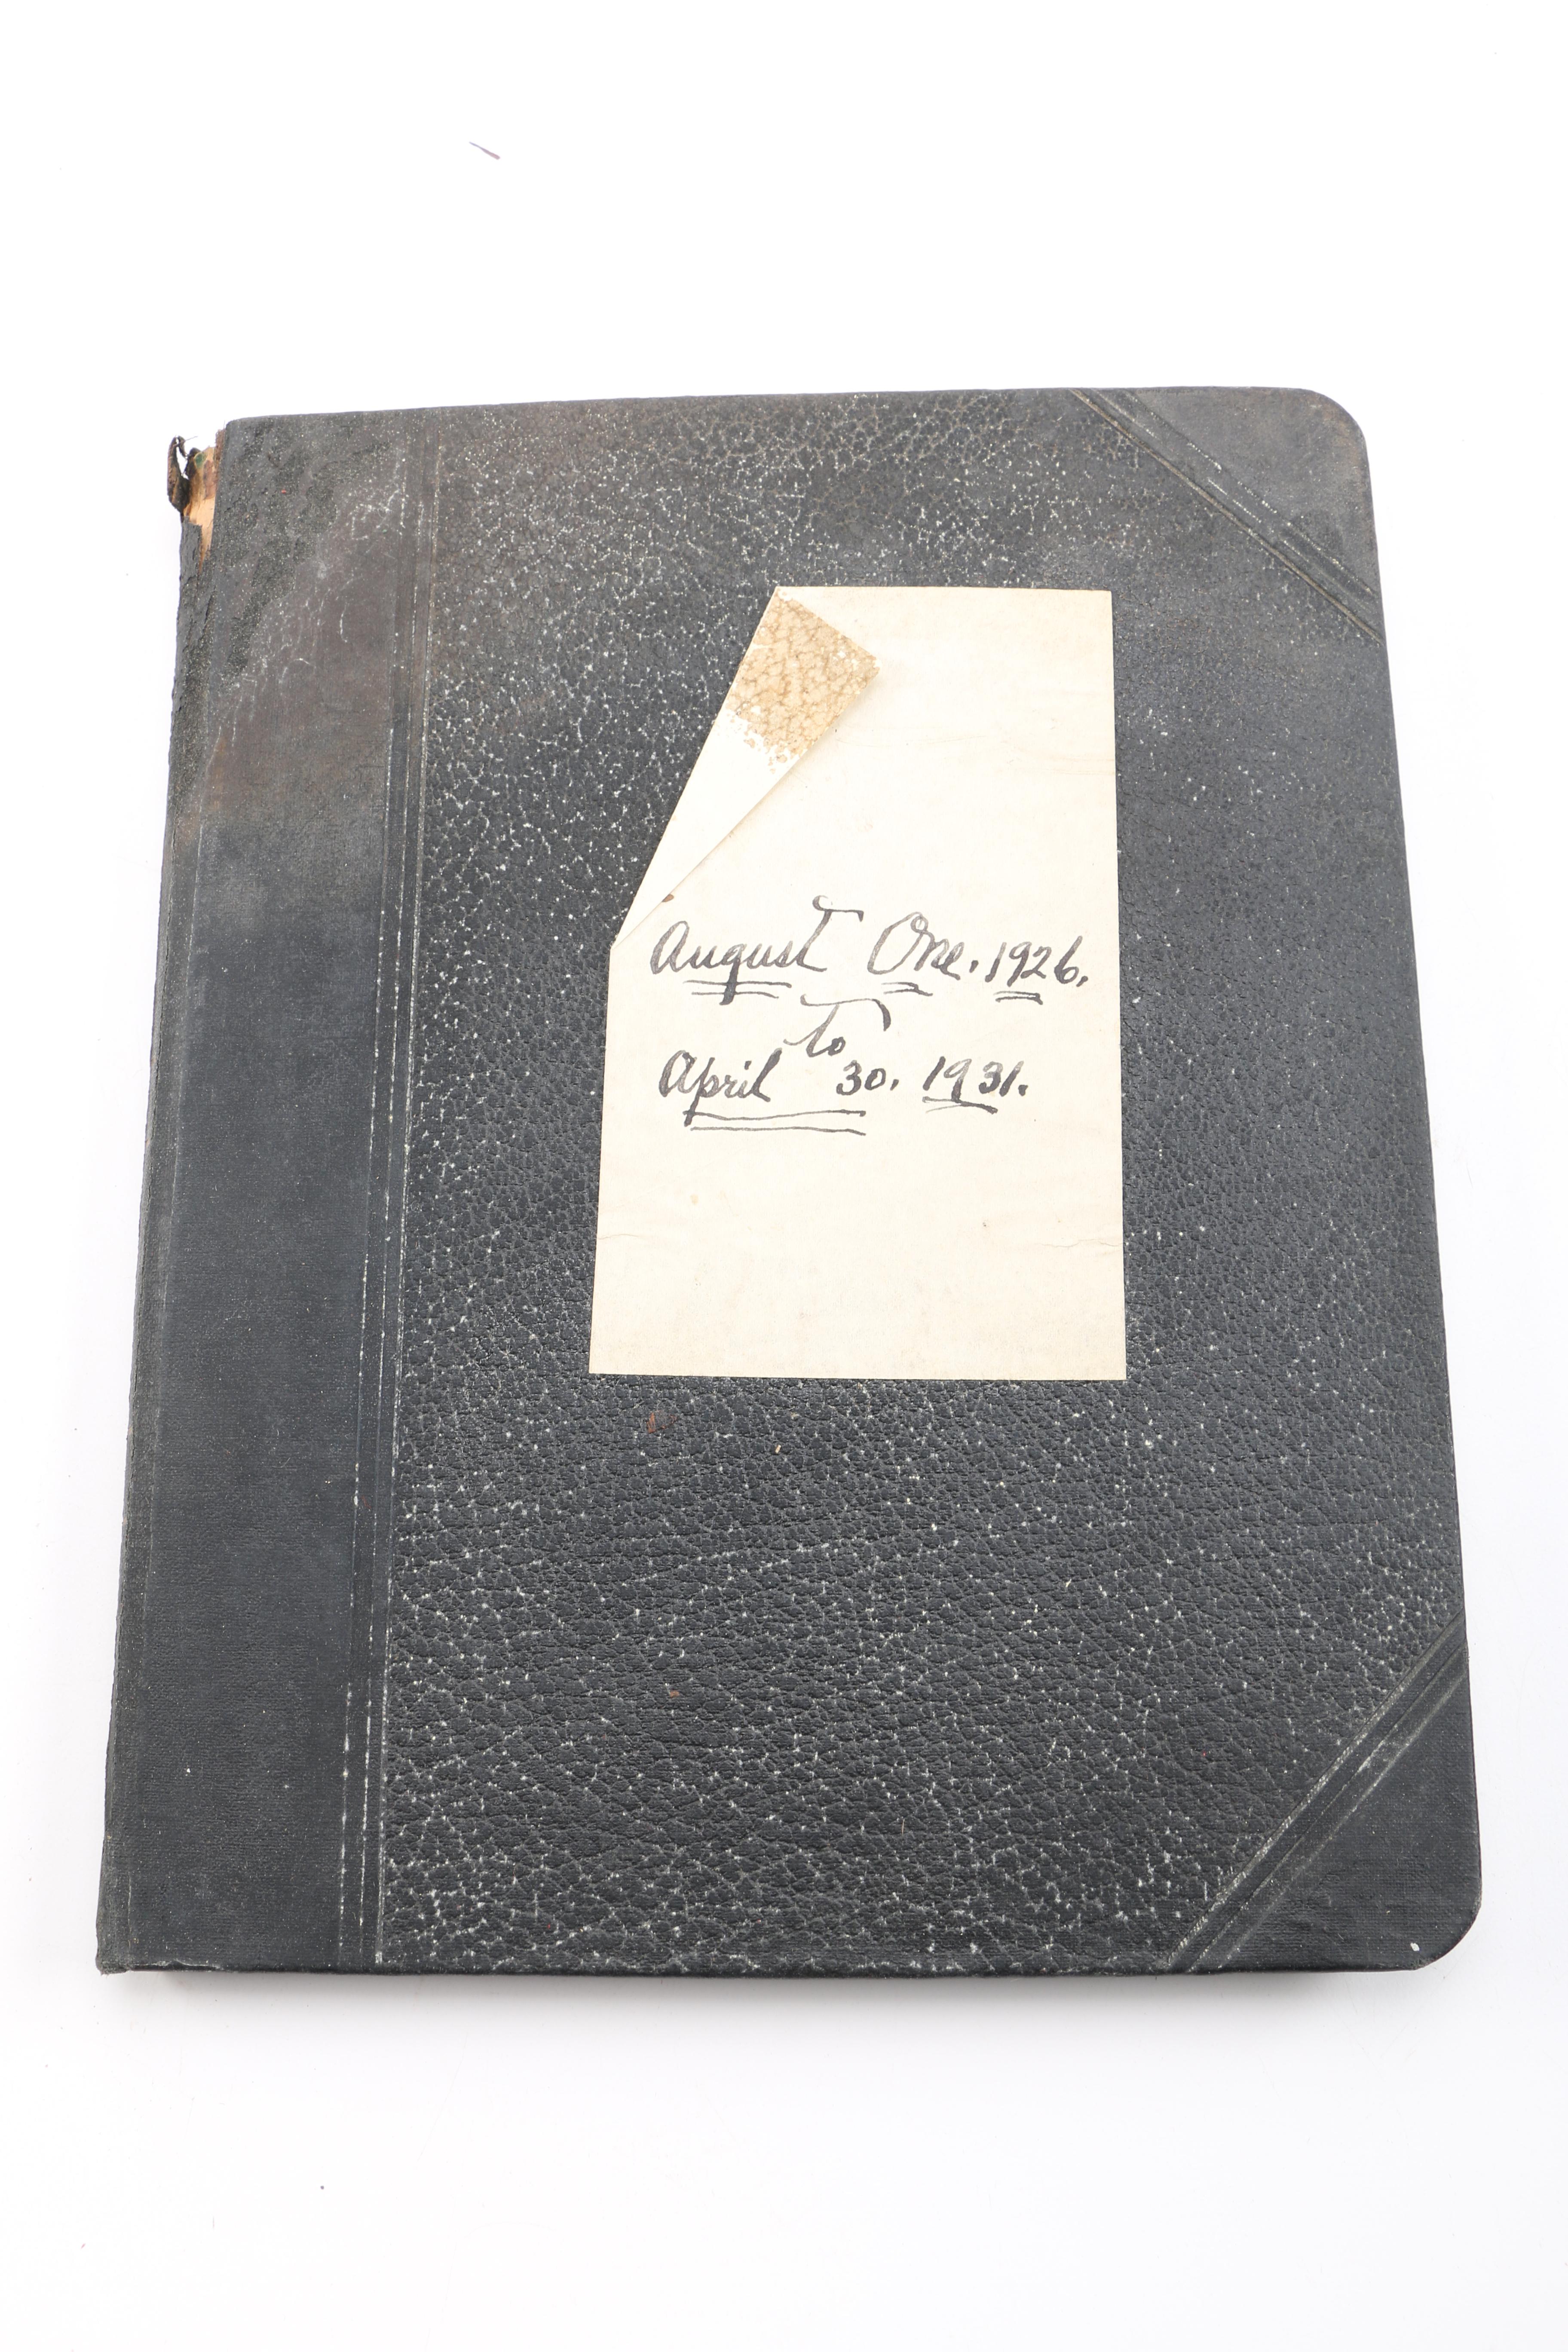 August One. 1926.
to
April 30. 1931.